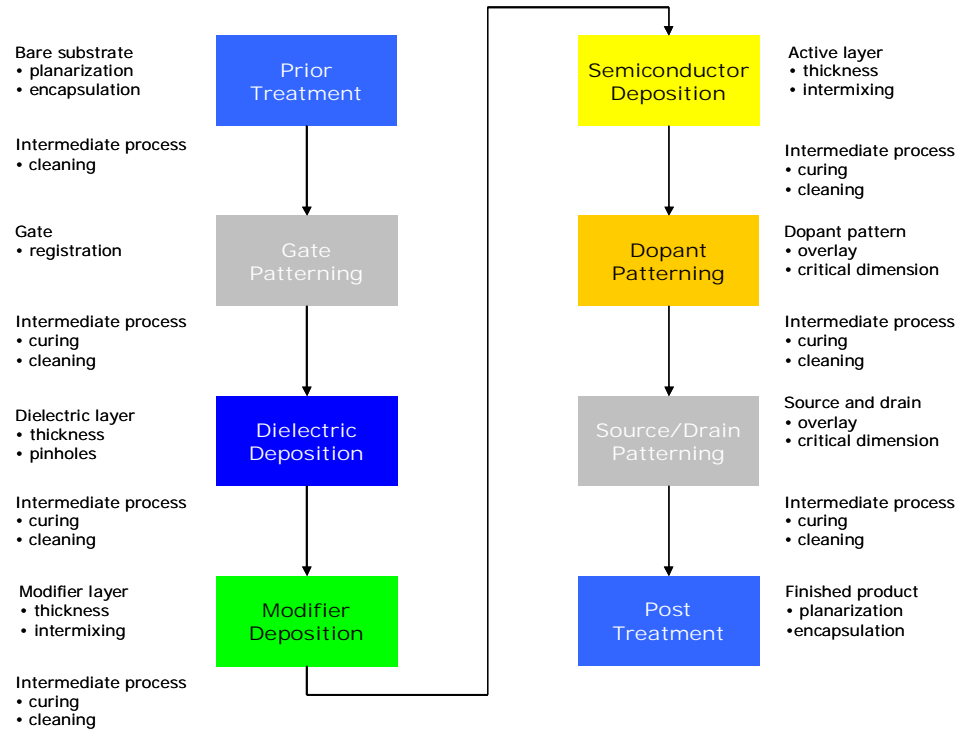 Bare substrate
• planarization
• encapsulation
Prior
Treatment
Intermediate process
• cleaning
Gate
• registration
Gate
Patterning
Intermediate process
• curing
• cleaning
Dielectric layer
• thickness
• pinholes
Dielectric
Deposition
Intermediate process
• curing
• cleaning
Modifier layer
• thickness
• intermixing
Modifier
Deposition
Intermediate process
• curing
• cleaning
Semiconductor
Deposition
Active layer
• thickness
• intermixing
Intermediate process
• curing
• cleaning
Dopant
Patterning
Dopant pattern
• overlay
• critical dimension
Intermediate process
• curing
• cleaning
Source/Drain
Patterning
Source and drain
• overlay
• critical dimension
Intermediate process
• curing
• cleaning
Post
Treatment
Finished product
• planarization
•encapsulation